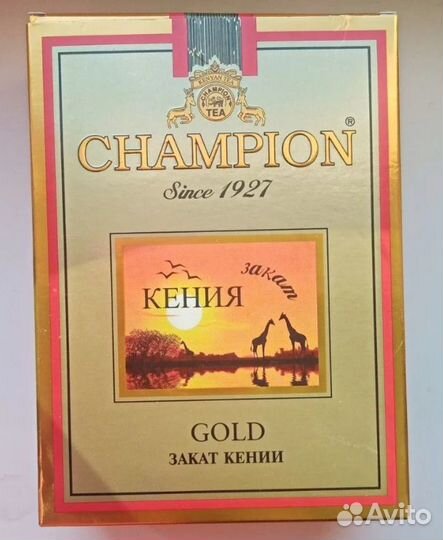 KENYAN TEA
CHAMPION
TEA
CHAMPION®
Since 1927
закат
КЕНИЯ
GOLD
ЗАКАТ КЕНИИ
Avito